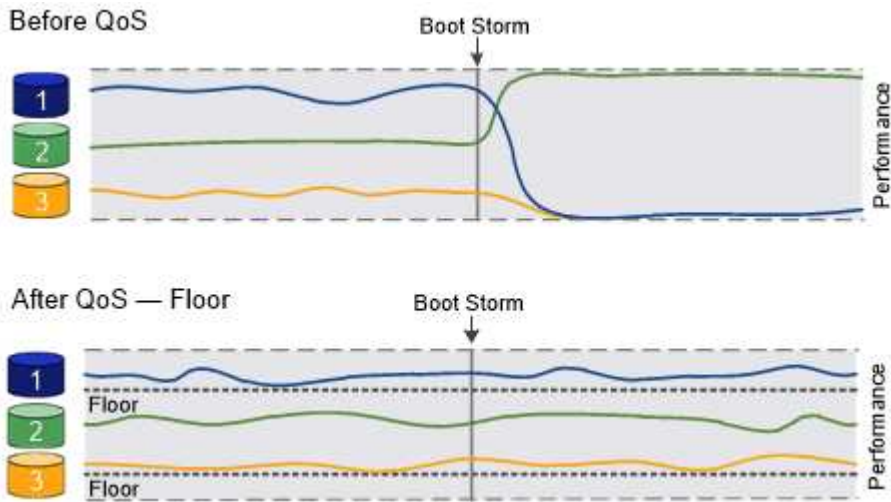 Before QoS
Boot Storm
1
2
3
Performance
After QoS — Floor
Boot Storm
1
Floor
2
3
Floor
Performance